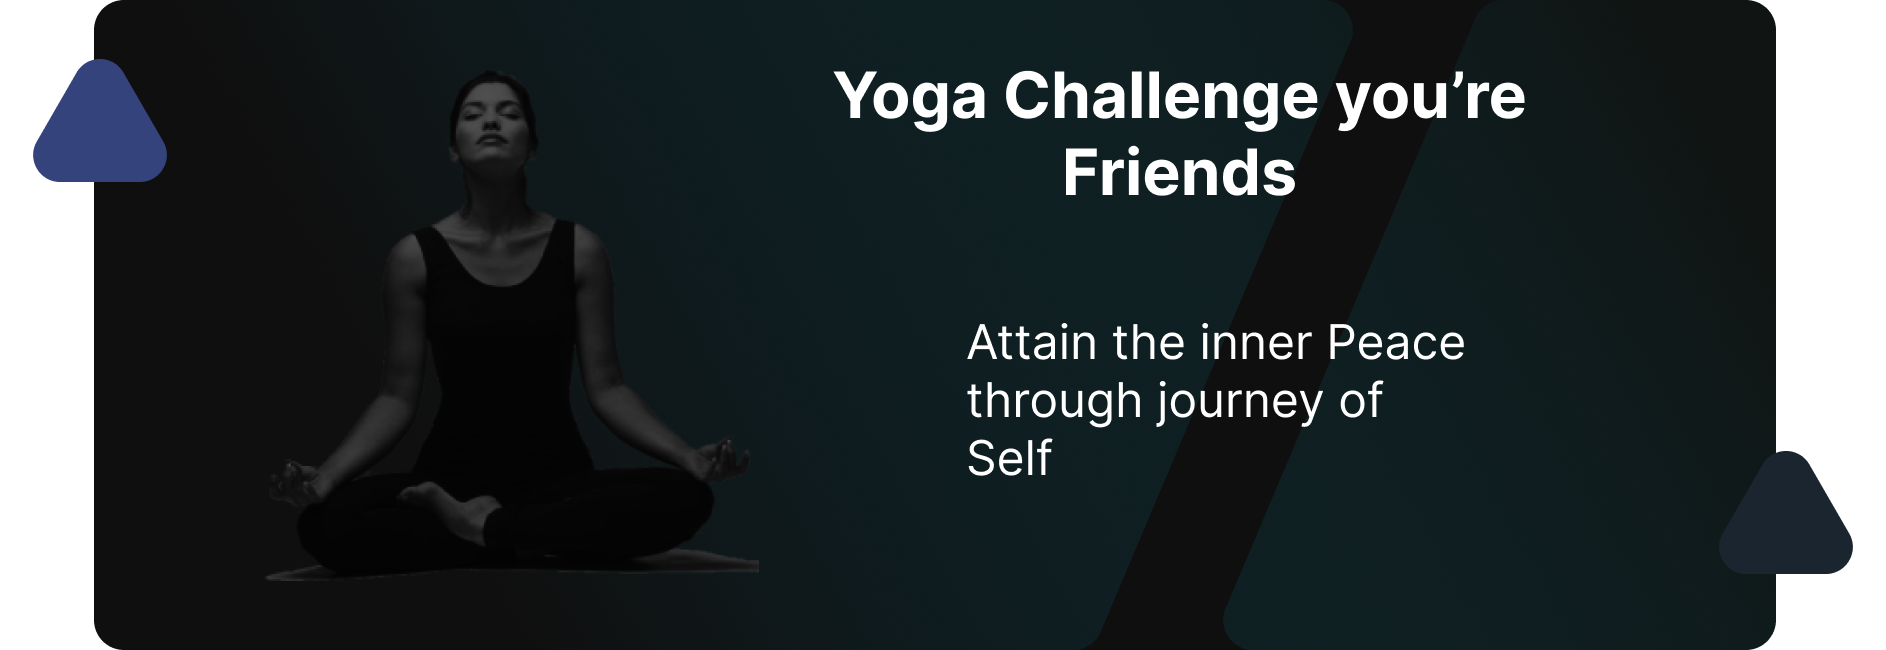 Yoga Challenge you’re
Friends
Attain the inner Peace
through journey of
Self